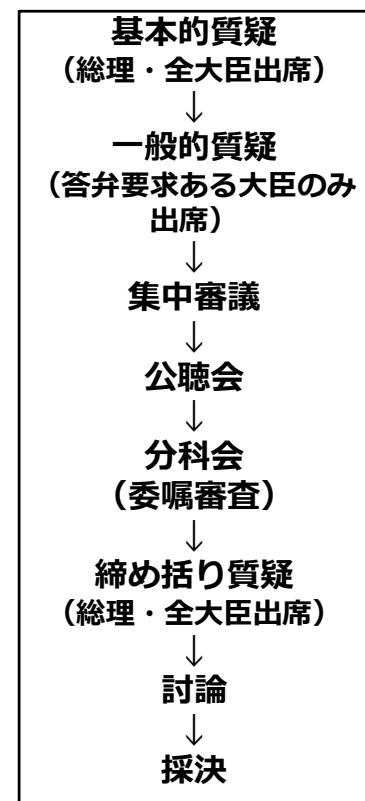 基本的質疑
（総理・全大臣出席）
↓
一般的質疑
（答弁要求ある大臣のみ
出席）
↓
集中審議
↓
公聴会
↓
分科会
（委嘱審査）
↓
締め括り質疑
（総理・全大臣出席）
↓
討論
↓
採決